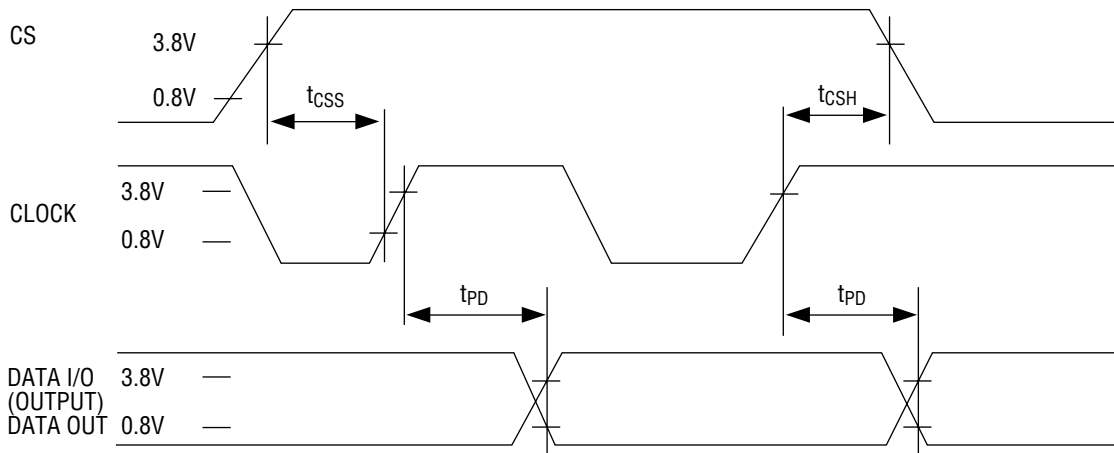 CS
3.8V
0.8V
tCSS
tCSH
CLOCK
3.8V
0.8V
tPD
tPD
DATA I/O
(OUTPUT)
DATA OUT
3.8V
0.8V